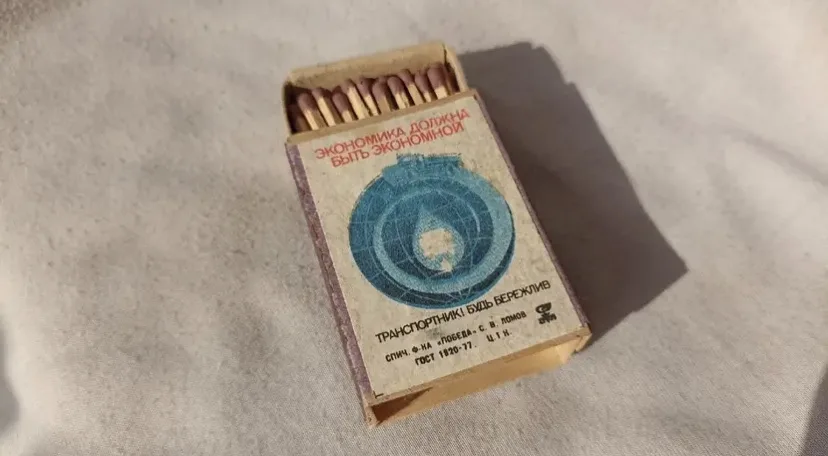 ЭКОНОМИКА ДОЛЖНА
БЫТЬ ЭКОНОМНОЙ
ТРАНСПОРТНИК! БУДЬ БЕРЕЖЛИВ
СПИЧ. Ф-КА «ПОБЕДА» С. В. ЛОМОВ
ГОСТ 1820-77. Ц 1 К.